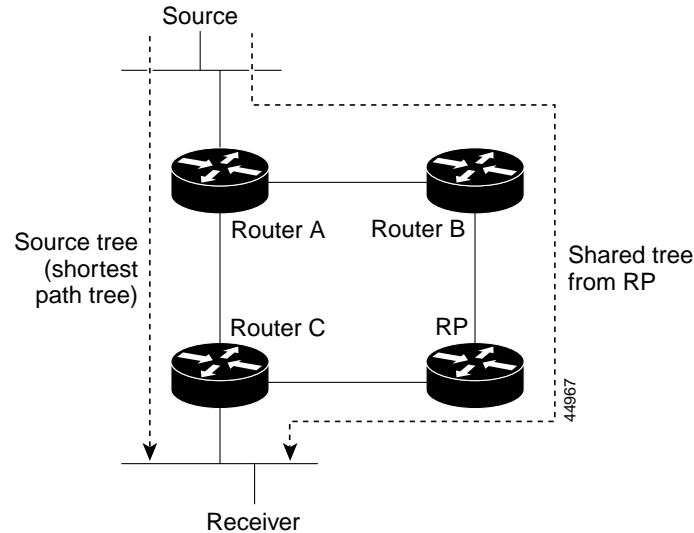 Source
Router A
Router B
Source tree
(shortest
path tree)
Shared tree
from RP
Router C
RP
44967
Receiver